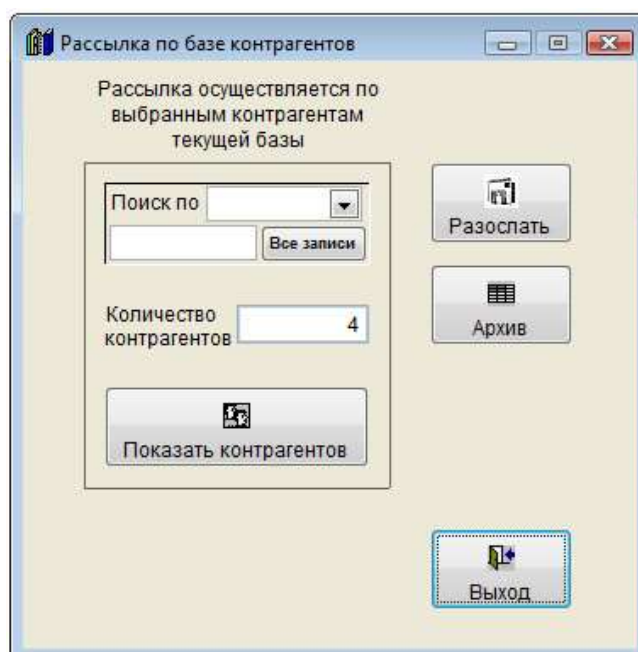 Рассылка по базе контрагентов
Рассылка осуществляется по
выбранным контрагентам
текущей базы
Поиск по
Все записи
Количество
контрагентов
4
Показать контрагентов
Разослать
Архив
Выход